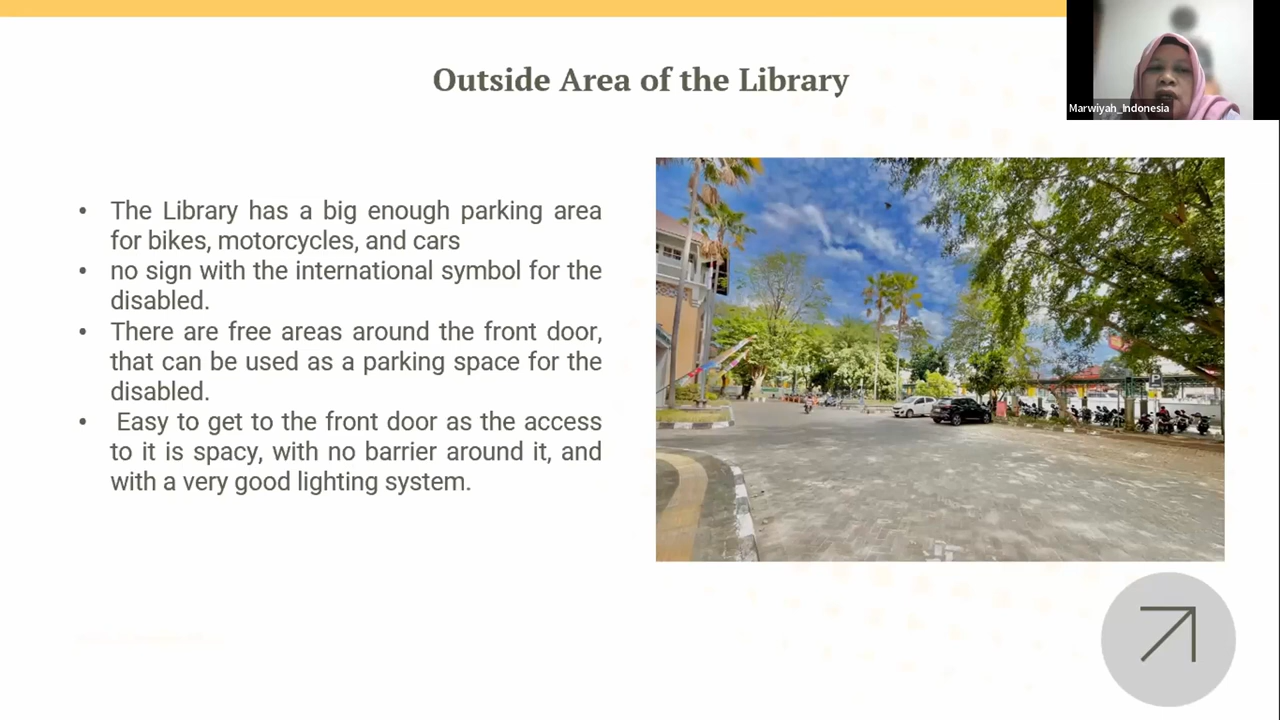 Outside Area of the Library
Marwiyah_Indonesia
• The Library has a big enough parking area
for bikes, motorcycles, and cars
• no sign with the international symbol for the
disabled.
• There are free areas around the front door,
that can be used as a parking space for the
disabled.
• Easy to get to the front door as the access
to it is spacy, with no barrier around it, and
with a very good lighting system.
P